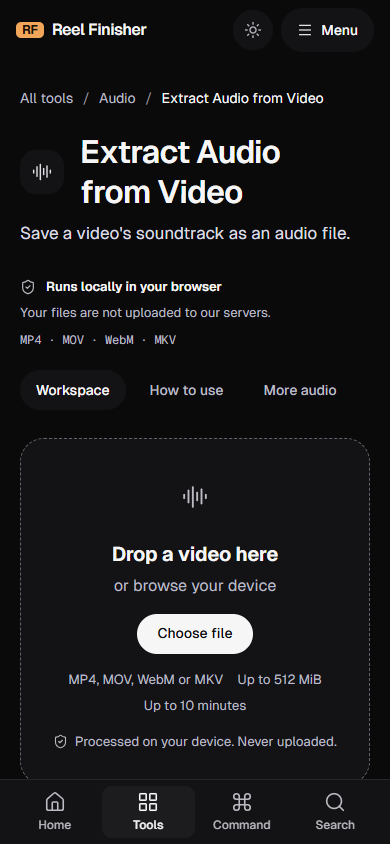 RF Reel Finisher
Menu
All tools / Audio / Extract Audio from Video
Extract Audio
from Video
Save a video's soundtrack as an audio file.
Runs locally in your browser
Your files are not uploaded to our servers.
MP4 · MOV · WebM · MKV
Workspace How to use More audio
Drop a video here
or browse your device
Choose file
MP4, MOV, WebM or MKV Up to 512 MiB
Up to 10 minutes
Processed on your device. Never uploaded.
Home Tools Command Search